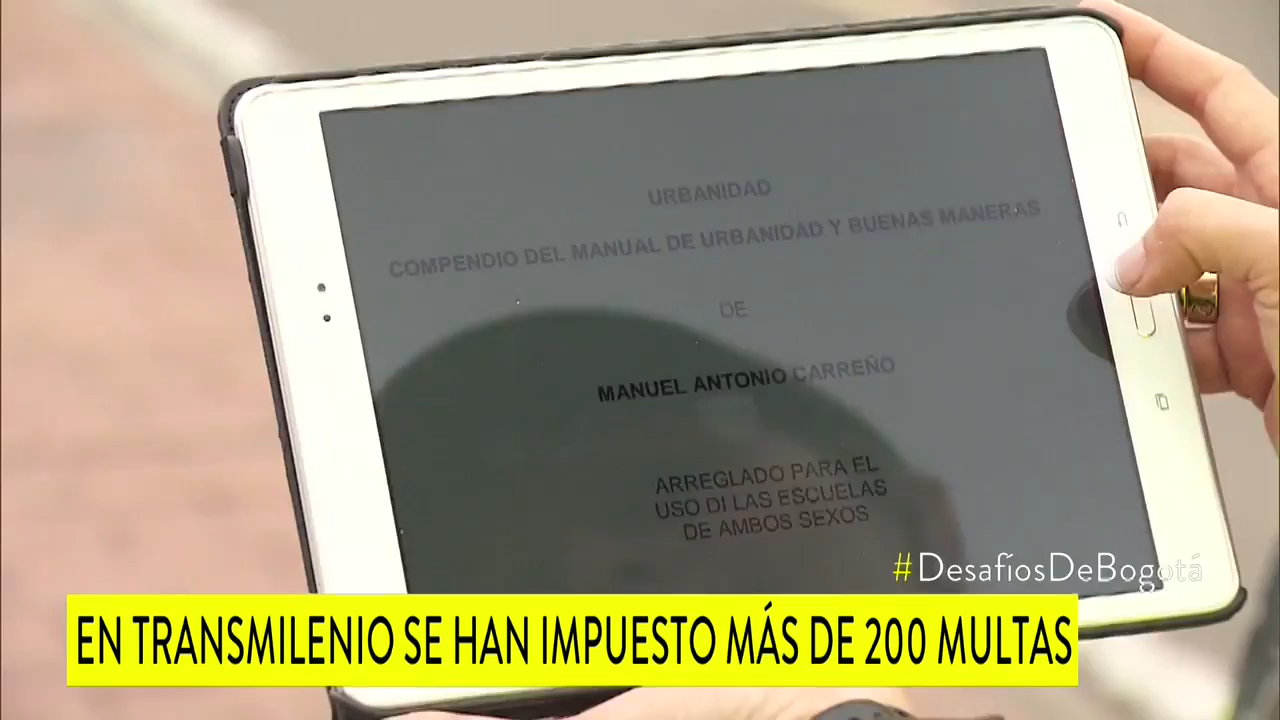 URBANIDAD
COMPENDIO DEL MANUAL DE URBANIDAD Y BUENAS MANERAS
DE
MANUEL ANTONIO CARREÑO
ARREGLADO PARA EL
USO DI LAS ESCUELAS
DE AMBOS SEXOS
#DesafíosDeBogotá
EN TRANSMILENIO SE HAN IMPUESTO MÁS DE 200 MULTAS